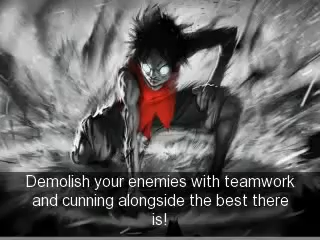 Demolish your enemies with teamwork
and cunning alongside the best there
is!